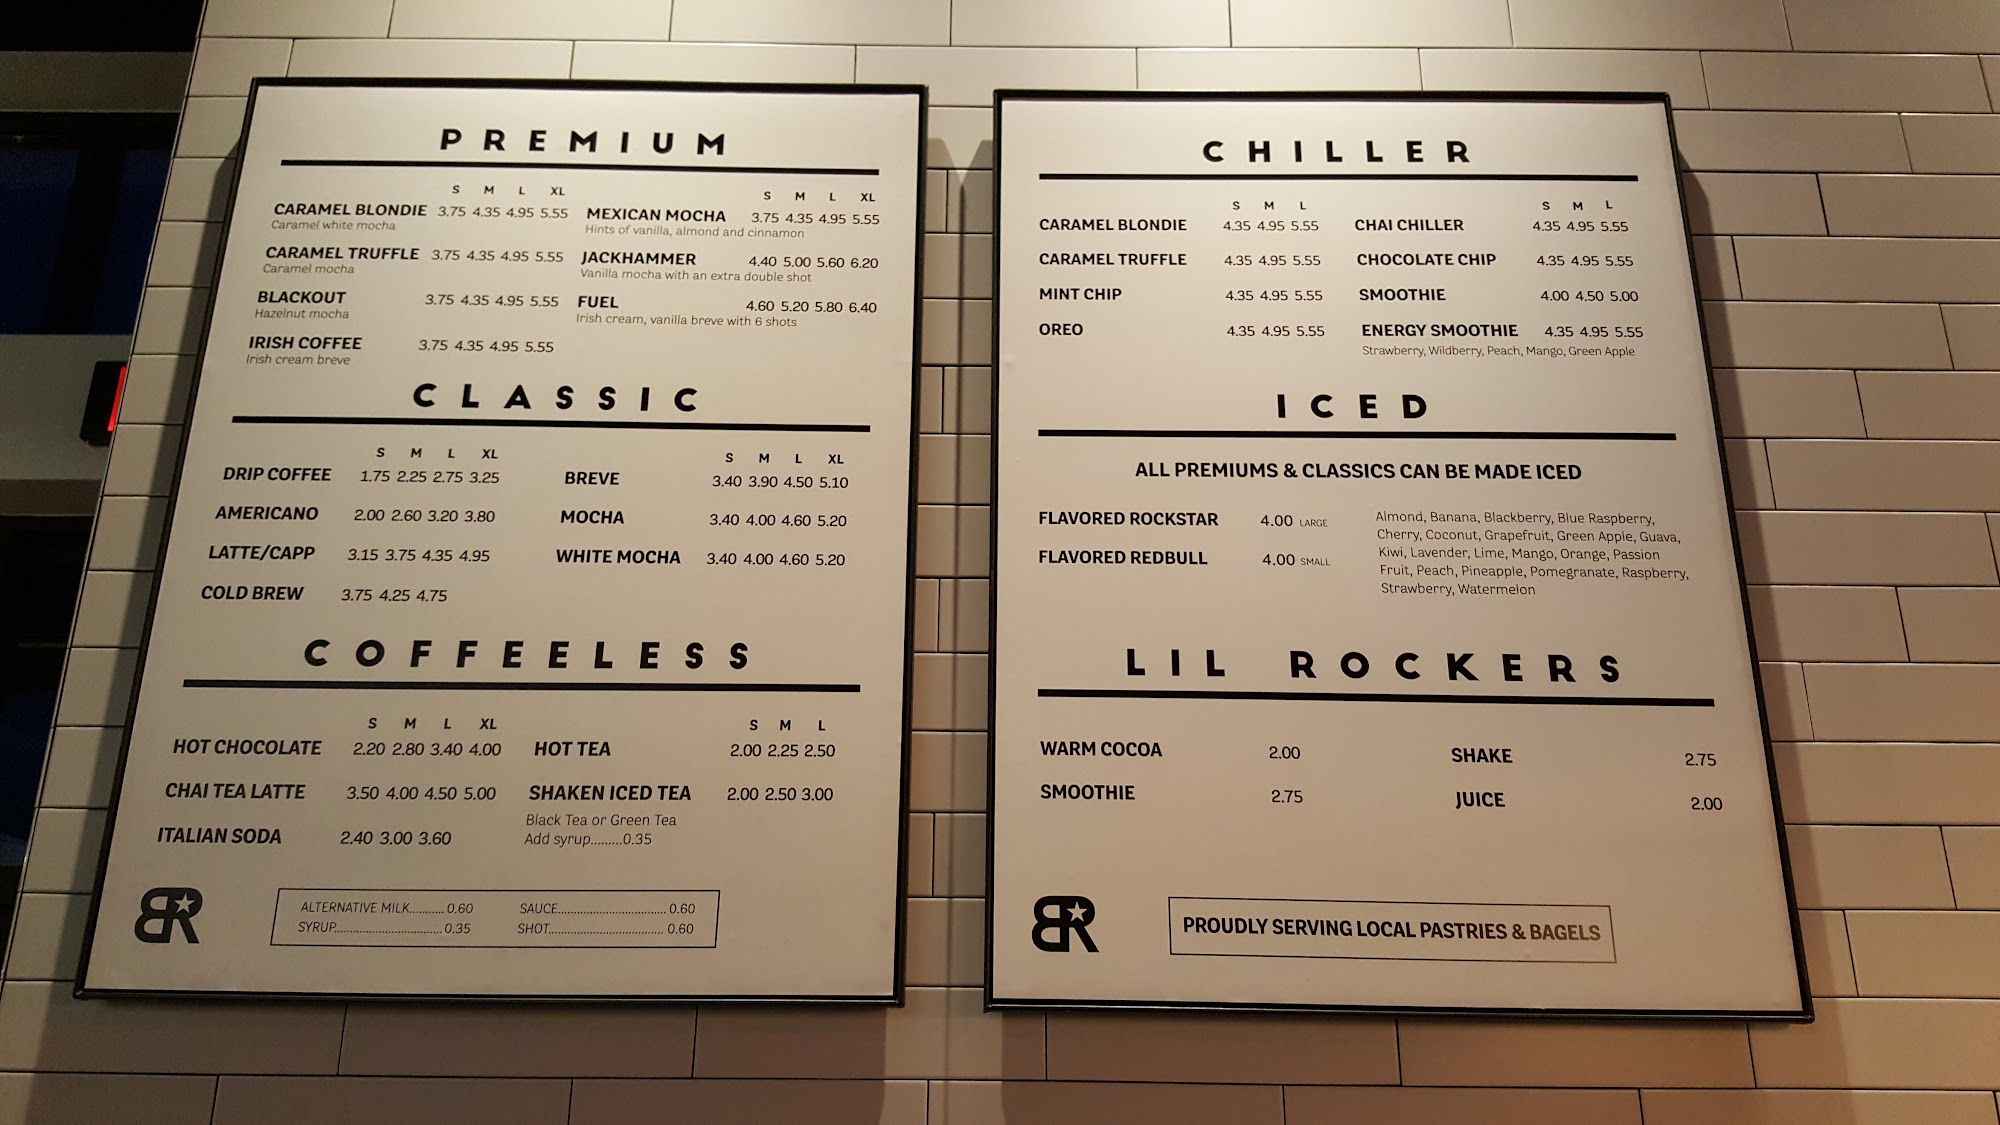 PREMIUM
S M L XL
CARAMEL BLONDIE 3.75 4.35 4.95 5.55
Caramel white mocha
CARAMEL TRUFFLE 3.75 4.35 4.95 5.55
Caramel mocha
BLACKOUT 3.75 4.35 4.95 5.55
Hazelnut mocha
IRISH COFFEE 3.75 4.35 4.95 5.55
Irish cream breve
S M L XL
MEXICAN MOCHA 3.75 4.35 4.95 5.55
Hints of vanilla, almond and cinnamon
JACKHAMMER 4.40 5.00 5.60 6.20
Vanilla mocha with an extra double shot
FUEL 4.60 5.20 5.80 6.40
Irish cream, vanilla breve with 6 shots
CLASSIC
S M L XL
DRIP COFFEE 1.75 2.25 2.75 3.25
AMERICANO 2.00 2.60 3.20 3.80
LATTE/CAPP 3.15 3.75 4.35 4.95
COLD BREW 3.75 4.25 4.75
S M L XL
BREVE 3.40 3.90 4.50 5.10
MOCHA 3.40 4.00 4.60 5.20
WHITE MOCHA 3.40 4.00 4.60 5.20
COFFEELESS
S M L XL
HOT CHOCOLATE 2.20 2.80 3.40 4.00
CHAI TEA LATTE 3.50 4.00 4.50 5.00
ITALIAN SODA 2.40 3.00 3.60
S M L
HOT TEA 2.00 2.25 2.50
SHAKEN ICED TEA 2.00 2.50 3.00
Black Tea or Green Tea
Add syrup.........0.35
BR
ALTERNATIVE MILK...........0.60
SYRUP...................................0.35
SAUCE...................................0.60
SHOT.....................................0.60
CHILLER
S M L
CARAMEL BLONDIE 4.35 4.95 5.55
CARAMEL TRUFFLE 4.35 4.95 5.55
MINT CHIP 4.35 4.95 5.55
OREO 4.35 4.95 5.55
S M L
CHAI CHILLER 4.35 4.95 5.55
CHOCOLATE CHIP 4.35 4.95 5.55
SMOOTHIE 4.00 4.50 5.00
ENERGY SMOOTHIE 4.35 4.95 5.55
Strawberry, Wildberry, Peach, Mango, Green Apple
ICED
ALL PREMIUMS & CLASSICS CAN BE MADE ICED
FLAVORED ROCKSTAR 4.00 LARGE
FLAVORED REDBULL 4.00 SMALL
Almond, Banana, Blackberry, Blue Raspberry,
Cherry, Coconut, Grapefruit, Green Apple, Guava,
Kiwi, Lavender, Lime, Mango, Orange, Passion
Fruit, Peach, Pineapple, Pomegranate, Raspberry,
Strawberry, Watermelon
LIL ROCKERS
WARM COCOA 2.00
SMOOTHIE 2.75
SHAKE 2.75
JUICE 2.00
BR
PROUDLY SERVING LOCAL PASTRIES & BAGELS